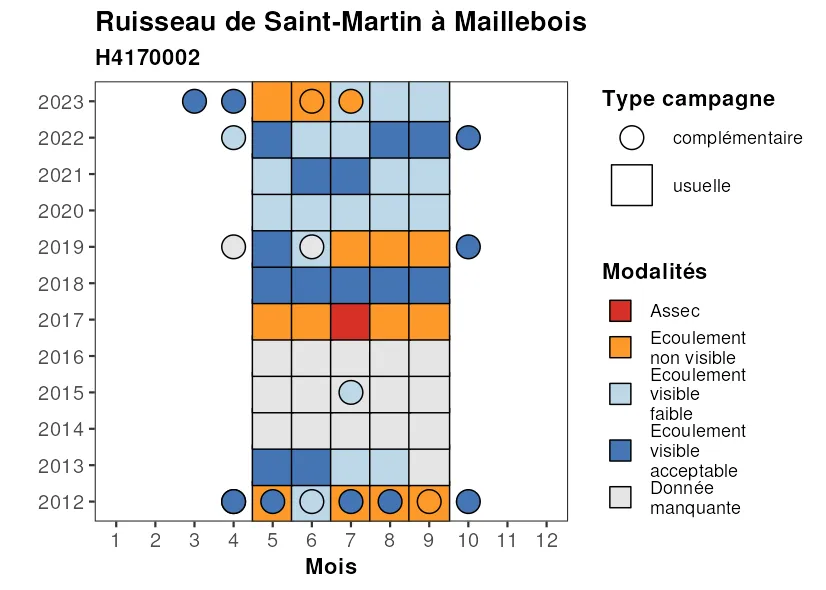 Ruisseau de Saint-Martin à Maillebois
H4170002
2023
2022
2021
2020
2019
2018
2017
2016
2015
2014
2013
2012
1 2 3 4 5 6 7 8 9 10 11 12
Mois
Type campagne
complémentaire
usuelle
Modalités
Assec
Ecoulement
non visible
Ecoulement
visible
faible
Ecoulement
visible
acceptable
Donnée
manquante